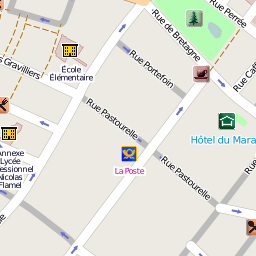 Rue Perrée
Rue de Bretagne
Rue Portefoin
École
Élémentaire
Gravilliers
Rue Pastourelle
Hôtel du Mara
Annexe
Lycée
essionnel
Nicolas
Flamel
La Poste
Rue Pastourelle